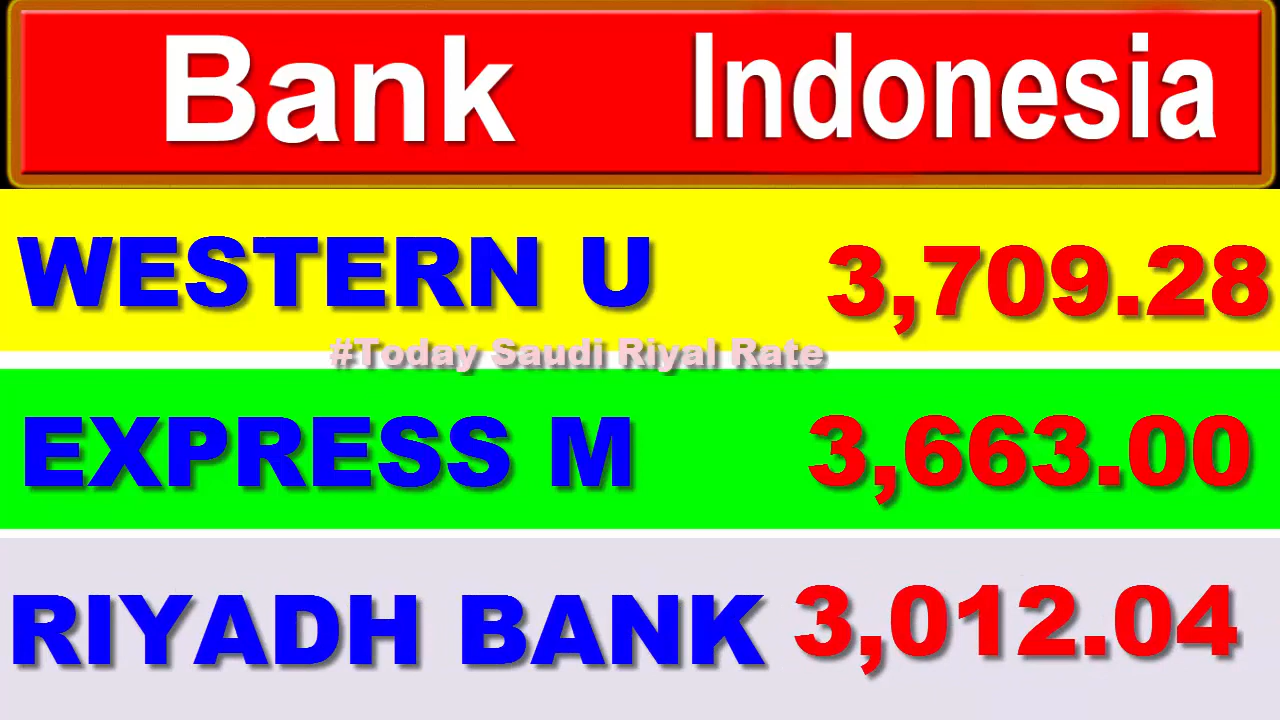 Bank Indonesia
WESTERN U 3,709.28
#Today Saudi Riyal Rate
EXPRESS M 3,663.00
RIYADH BANK 3,012.04